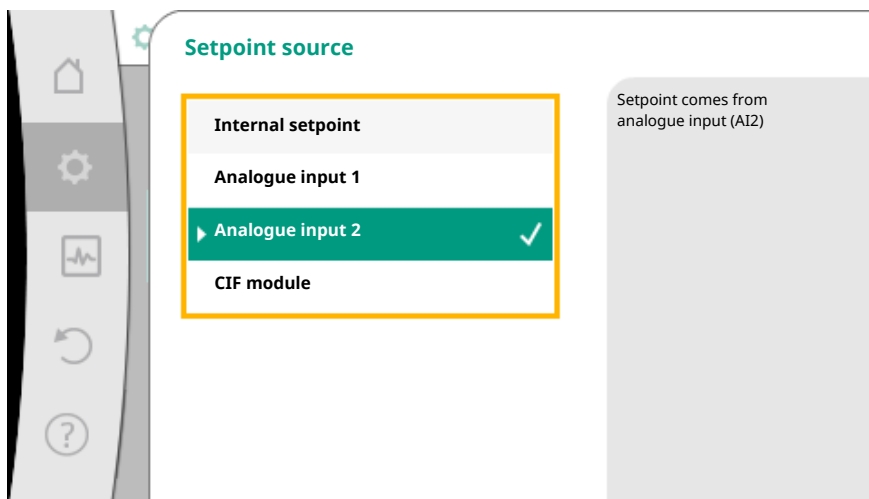 Setpoint source
Internal setpoint
Analogue input 1
Analogue input 2
CIF module
Setpoint comes from
analogue input (AI2)
?